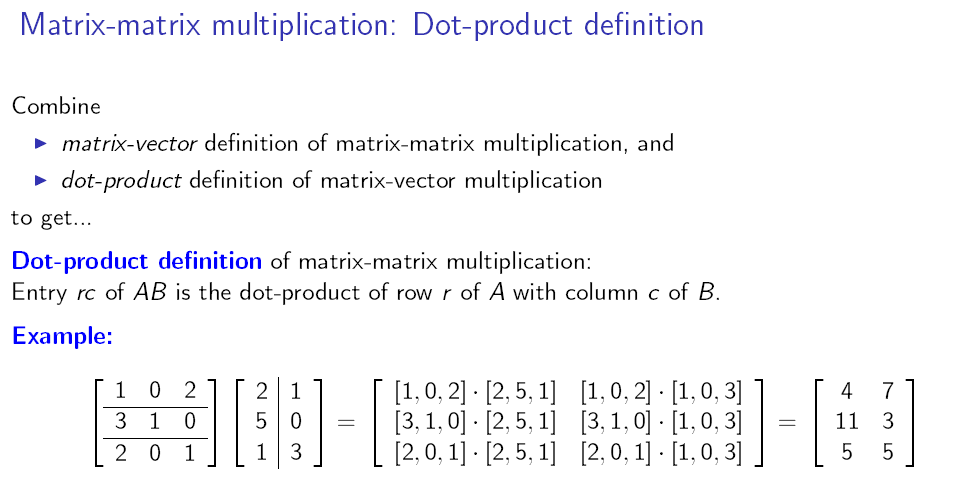 Matrix-matrix multiplication: Dot-product definition
Combine
▶ matrix-vector definition of matrix-matrix multiplication, and
▶ dot-product definition of matrix-vector multiplication
to get...
Dot-product definition of matrix-matrix multiplication:
Entry rc of AB is the dot-product of row r of A with column c of B.
Example:
[ 1 0 2 ] [ 2 | 1 ] [ [1, 0, 2] · [2, 5, 1] [1, 0, 2] · [1, 0, 3] ] [ 4 7 ]
[ 3 1 0 ] [ 5 | 0 ] = [ [3, 1, 0] · [2, 5, 1] [3, 1, 0] · [1, 0, 3] ] = [ 11 3 ]
[ 2 0 1 ] [ 1 | 3 ] [ [2, 0, 1] · [2, 5, 1] [2, 0, 1] · [1, 0, 3] ] [ 5 5 ]